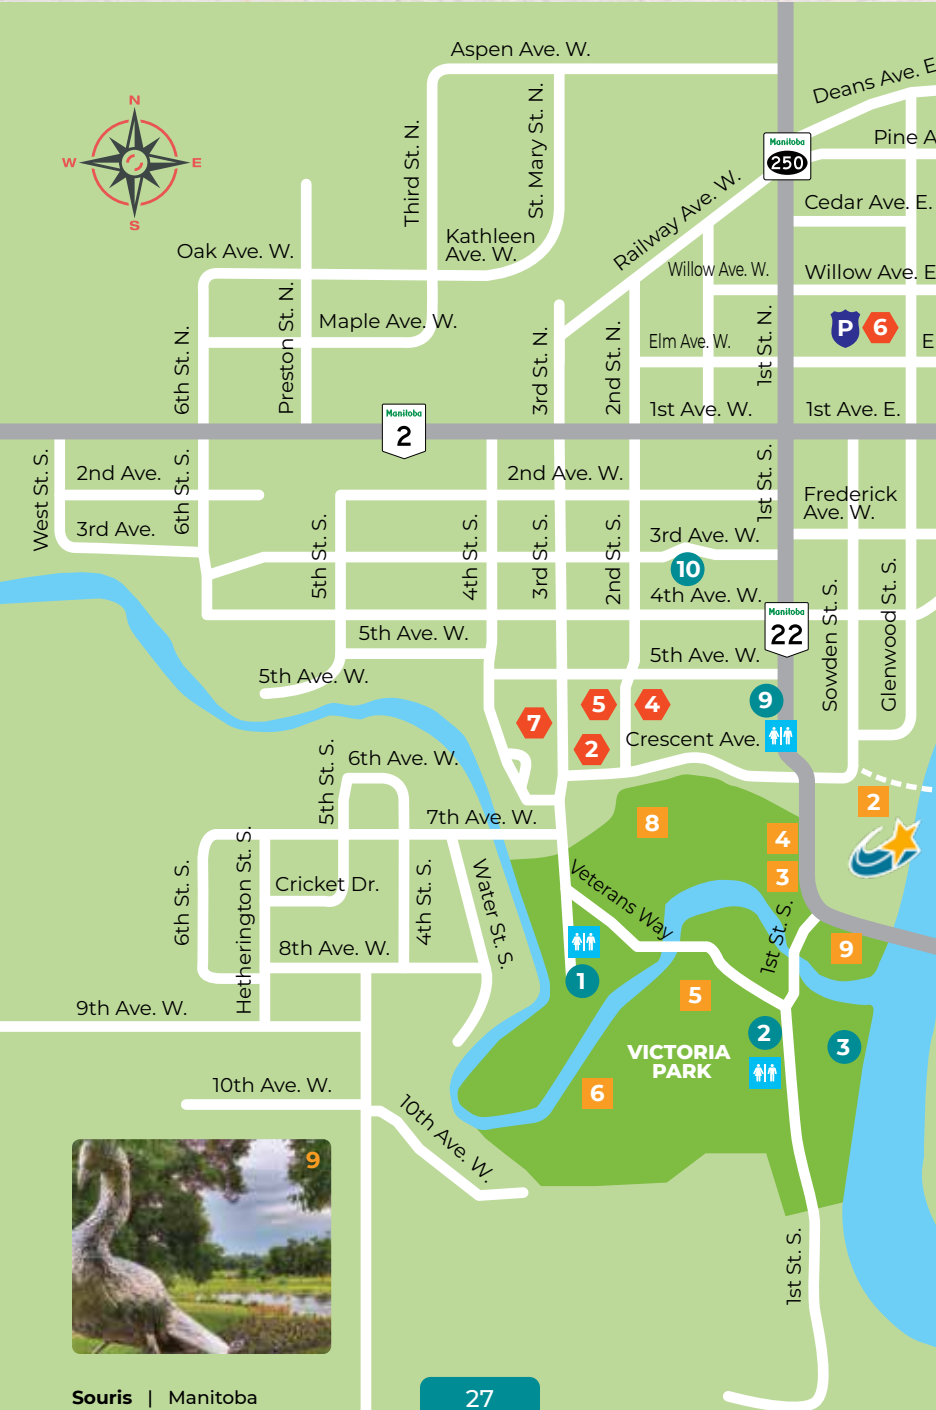 Aspen Ave. W.
Deans Ave. E
N
W
E
S
Third St. N.
St. Mary St. N.
Manitoba
250
Pine A
Railway Ave. W.
Cedar Ave. E.
Oak Ave. W.
Kathleen
Ave. W.
Willow Ave. W.
Willow Ave. E
Preston St. N.
Maple Ave. W.
6th St. N.
3rd St. N.
2nd St. N.
Elm Ave. W.
1st St. N.
P
6
E
1st Ave. W.
1st Ave. E.
Manitoba
2
West St. S.
2nd Ave.
6th St. S.
2nd Ave. W.
1st St. S.
Frederick
Ave. W.
3rd Ave.
5th St. S.
4th St. S.
3rd St. S.
2nd St. S.
3rd Ave. W.
10
4th Ave. W.
Manitoba
22
Sowden St. S.
Glenwood St. S.
5th Ave. W.
5th Ave. W.
5th Ave. W.
7
5
4
9
2
Crescent Ave.
5th St. S.
6th Ave. W.
2
8
7th Ave. W.
4
3
6th St. S.
Hetherington St. S.
Cricket Dr.
4th St. S.
Water St. S.
Veterans Way
1st St. S.
9
8th Ave. W.
1
5
9th Ave. W.
2
3
VICTORIA
PARK
6
10th Ave. W.
10th Ave. W.
9
1st St. S.
Souris | Manitoba
27